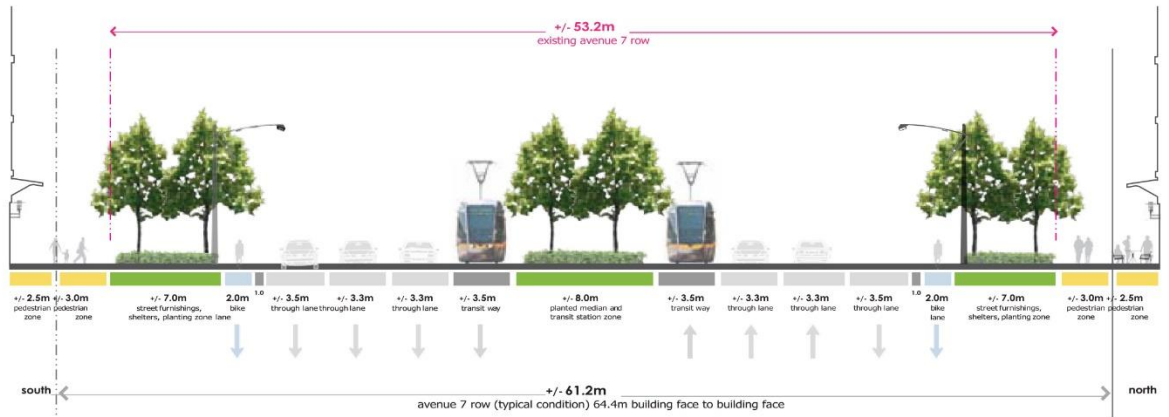 +/- 53.2m
existing avenue 7 row
+/- 2.5m
pedestrian
zone
+/- 3.0m
pedestrian
zone
+/- 7.0m
street furnishings,
shelters, planting zone lane
2.0m
bike
1.0
+/- 3.5m
through lane
+/- 3.3m
through lane
+/- 3.3m
through lane
+/- 3.5m
transit way
+/- 8.0m
planted median and
transit station zone
+/- 3.5m
transit way
+/- 3.3m
through lane
+/- 3.3m
through lane
+/- 3.5m
through lane
1.0
2.0m
bike
lane
+/- 7.0m
street furnishings,
shelters, planting zone
+/- 3.0m
pedestrian
zone
+/- 2.5m
pedestrian
zone
south
+/- 61.2m
north
avenue 7 row (typical condition) 64.4m building face to building face